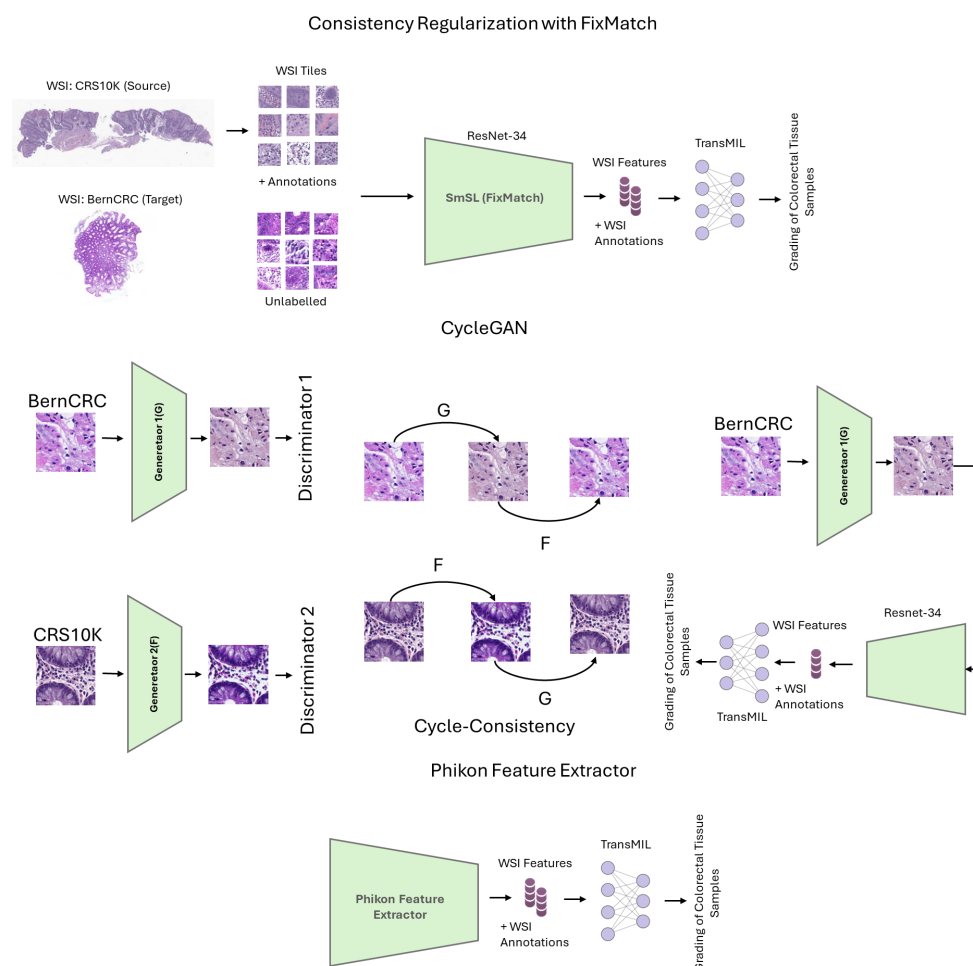 Consistency Regularization with FixMatch
WSI: CRS10K (Source)
WSI Tiles
+ Annotations
WSI: BernCRC (Target)
Unlabelled
ResNet-34
SmSL (FixMatch)
WSI Features
+ WSI
Annotations
TransMIL
Grading of Colorectal Tissue
Samples
CycleGAN
BernCRC
Generetaor 1(G)
Discriminator 1
G
F
BernCRC
Generetaor 1(G)
CRS10K
Generetaor 2(F)
Discriminator 2
F
G
Cycle-Consistency
Resnet-34
WSI Features
+ WSI
Annotations
TransMIL
Grading of Colorectal Tissue
Samples
Phikon Feature Extractor
Phikon Feature
Extractor
WSI Features
+ WSI
Annotations
TransMIL
Grading of Colorectal Tissue
Samples